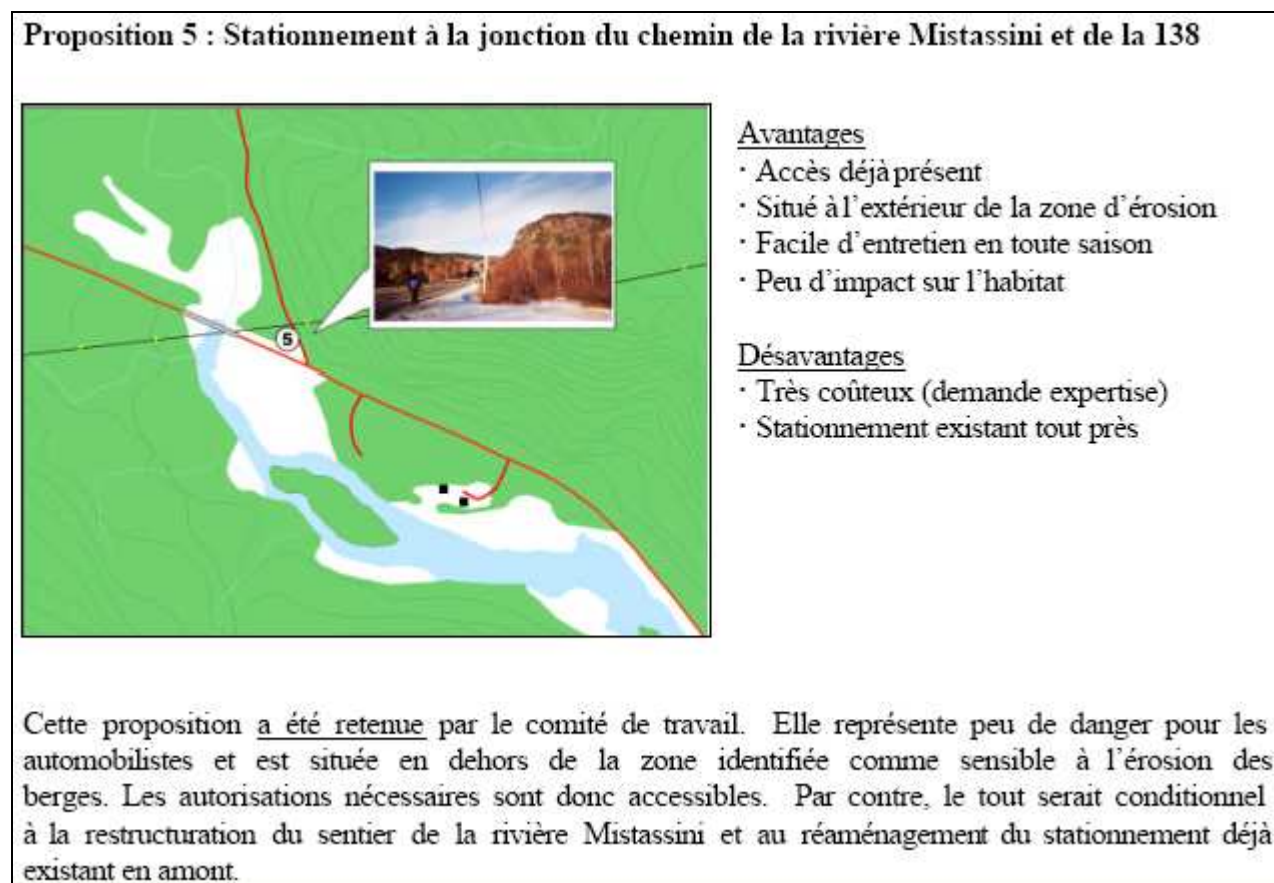 Proposition 5 : Stationnement à la jonction du chemin de la rivière Mistassini et de la 138
5
Avantages
· Accès déjà présent
· Situé à l’extérieur de la zone d’érosion
· Facile d’entretien en toute saison
· Peu d’impact sur l’habitat
Désavantages
· Très coûteux (demande expertise)
· Stationnement existant tout près
Cette proposition a été retenue par le comité de travail. Elle représente peu de danger pour les
automobilistes et est située en dehors de la zone identifiée comme sensible à l’érosion des
berges. Les autorisations nécessaires sont donc accessibles. Par contre, le tout serait conditionnel
à la restructuration du sentier de la rivière Mistassini et au réaménagement du stationnement déjà
existant en amont.